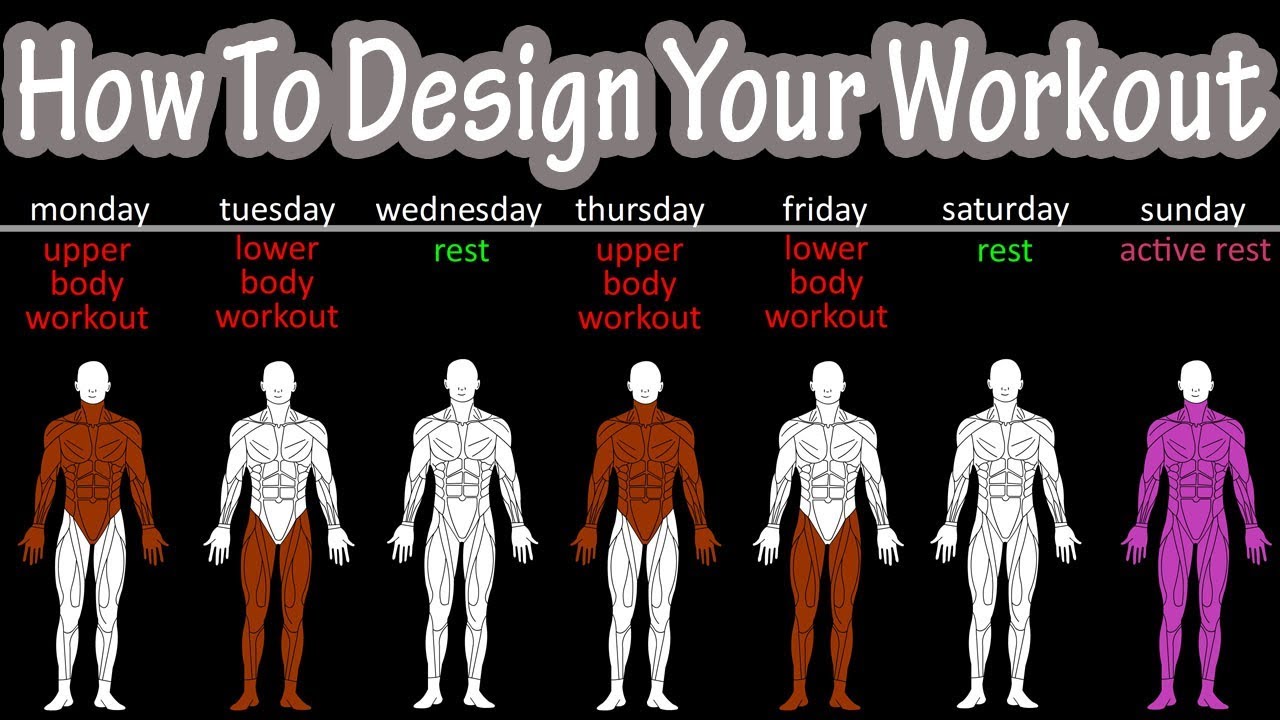 How To Design Your Workout
monday tuesday wednesday thursday friday saturday sunday
upper lower rest upper lower rest active rest
body body body body
workout workout workout workout